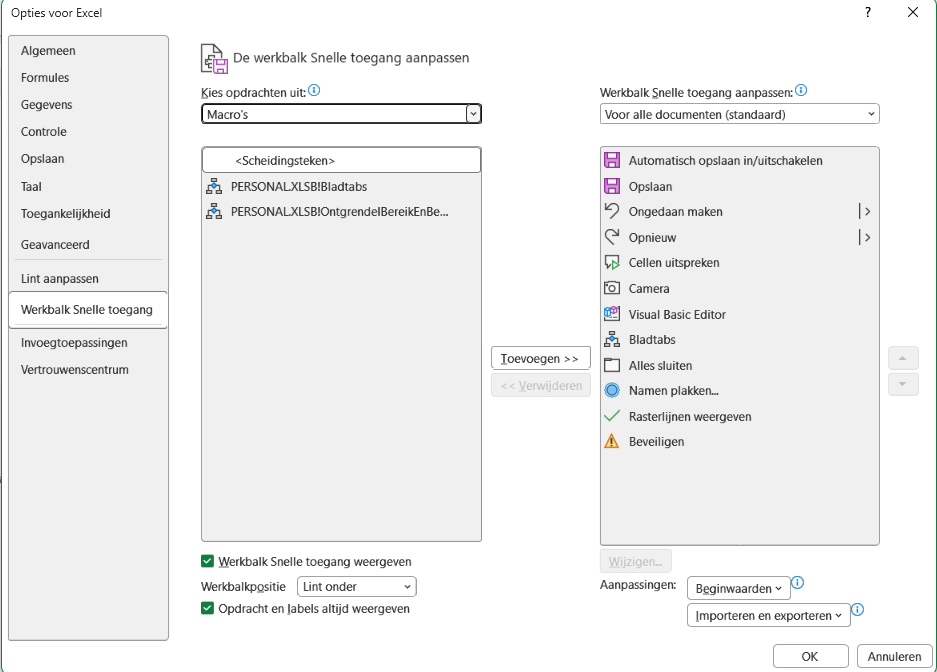 Opties voor Excel
?
Algemeen
Formules
Gegevens
Controle
Opslaan
Taal
Toegankelijkheid
Geavanceerd
Lint aanpassen
Werkbalk Snelle toegang
Invoegtoepassingen
Vertrouwenscentrum
De werkbalk Snelle toegang aanpassen
Kies opdrachten uit:
Macro's
<Scheidingsteken>
PERSONAL.XLSB!Bladtabs
PERSONAL.XLSB!OntgrendelBereikEnBe...
Toevoegen >>
<< Verwijderen
Werkbalk Snelle toegang aanpassen:
Voor alle documenten (standaard)
Automatisch opslaan in/uitschakelen
Opslaan
Ongedaan maken
Opnieuw
Cellen uitspreken
Camera
Visual Basic Editor
Bladtabs
Alles sluiten
Namen plakken...
Rasterlijnen weergeven
Beveiligen
Werkbalk Snelle toegang weergeven
Werkbalkpositie Lint onder
Opdracht en labels altijd weergeven
Wijzigen...
Aanpassingen: Beginwaarden
Importeren en exporteren
OK Annuleren